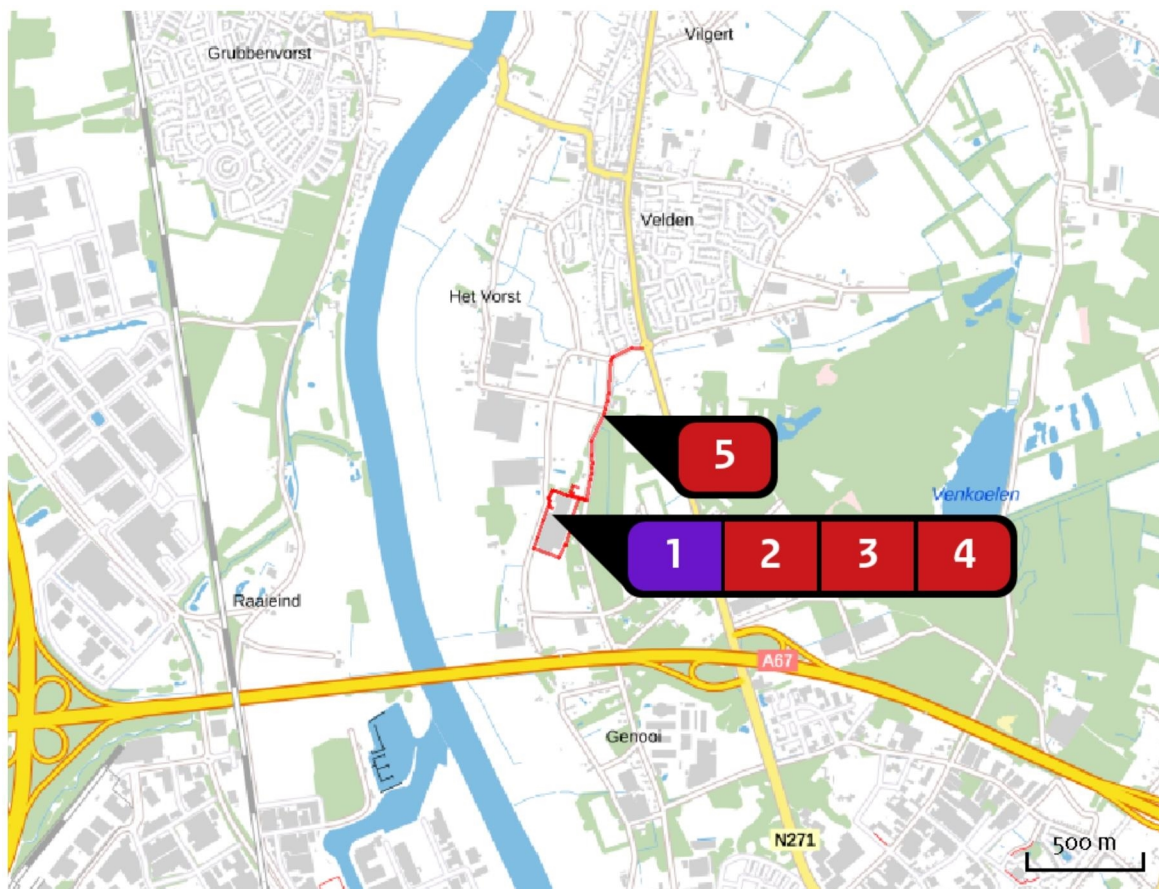 Grubbenvorst
Vilgert
Velden
Het Vorst
5
Venkoelen
1 2 3 4
Raaieind
A67
Genooi
N271
500 m